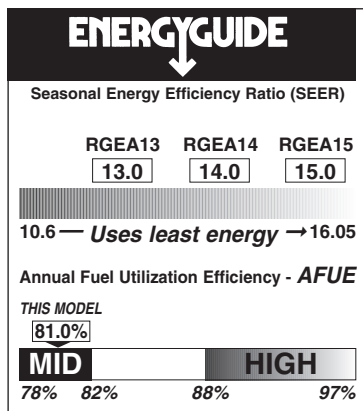 ENERGYGUIDE
Seasonal Energy Efficiency Ratio (SEER)
RGEA13 RGEA14 RGEA15
13.0 14.0 15.0
10.6 — Uses least energy → 16.05
Annual Fuel Utilization Efficiency - AFUE
THIS MODEL
81.0%
MID HIGH
78% 82% 88% 97%